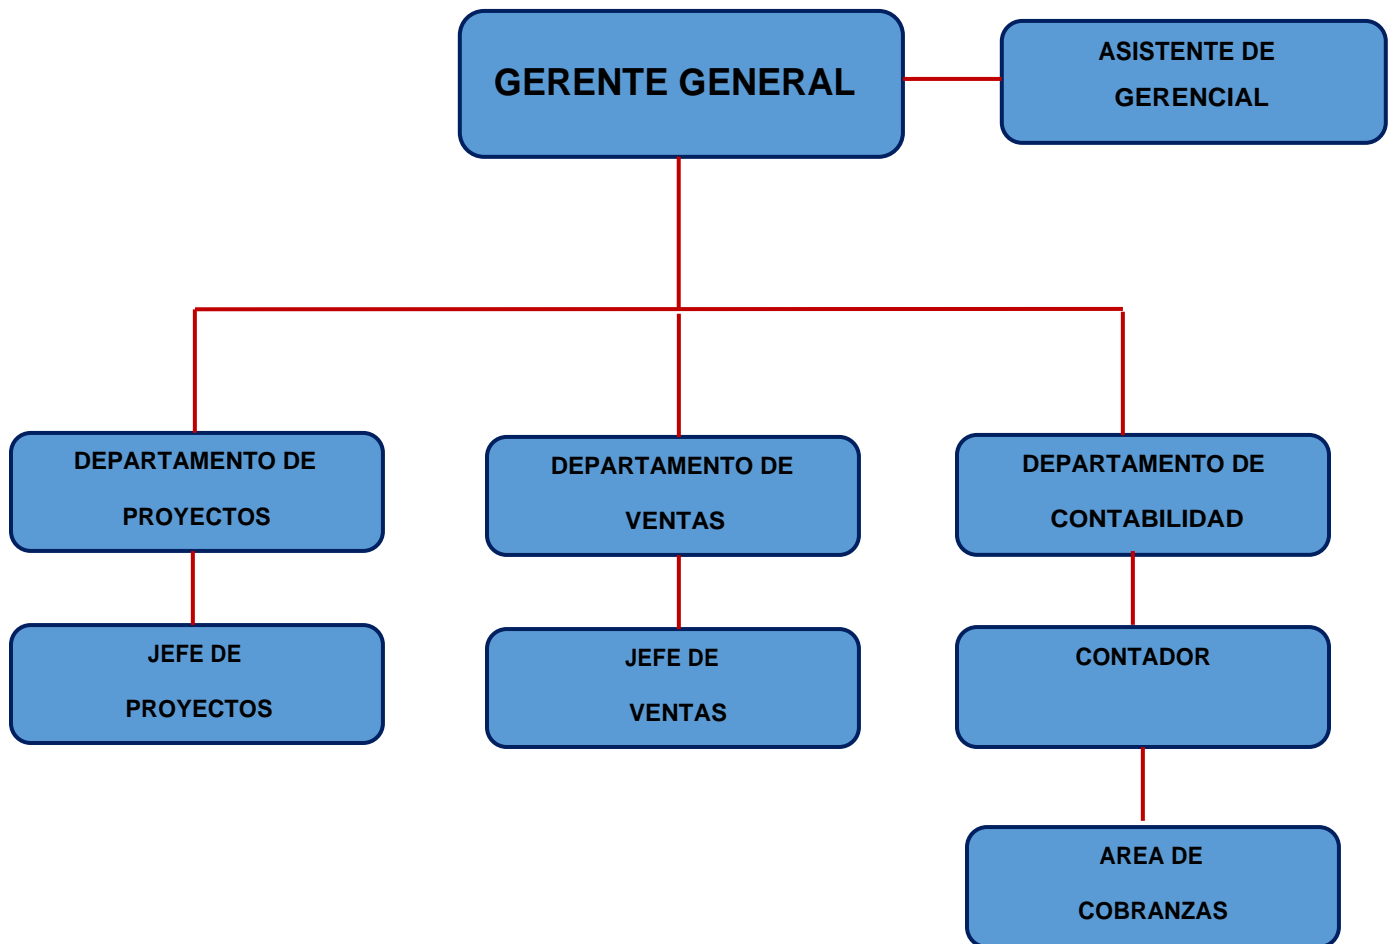 GERENTE GENERAL
ASISTENTE DE
GERENCIAL
DEPARTAMENTO DE
PROYECTOS
DEPARTAMENTO DE
VENTAS
DEPARTAMENTO DE
CONTABILIDAD
JEFE DE
PROYECTOS
JEFE DE
VENTAS
CONTADOR
AREA DE
COBRANZAS